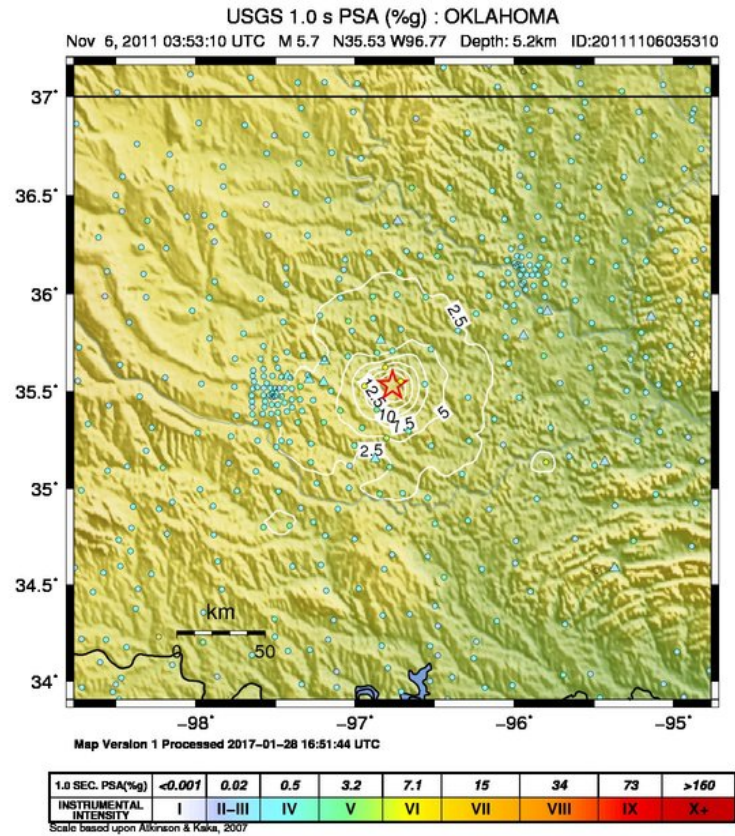 USGS 1.0 s PSA (%g) : OKLAHOMA
Nov 6, 2011 03:53:10 UTC M 5.7 N35.53 W96.77 Depth: 5.2km ID:20111106035310
37°
36.5°
36°
2.5
35.5°
12.5
10
7.5
5
2.5
35°
34.5°
km
0 50
34°
−98° −97° −96° −95°
Map Version 1 Processed 2017−01−28 16:51:44 UTC
1.0 SEC. PSA(%g) <0.001 0.02 0.5 3.2 7.1 15 34 73 >160
INSTRUMENTAL INTENSITY I II−III IV V VI VII VIII IX X+
Scale based upon Atkinson & Kaka, 2007